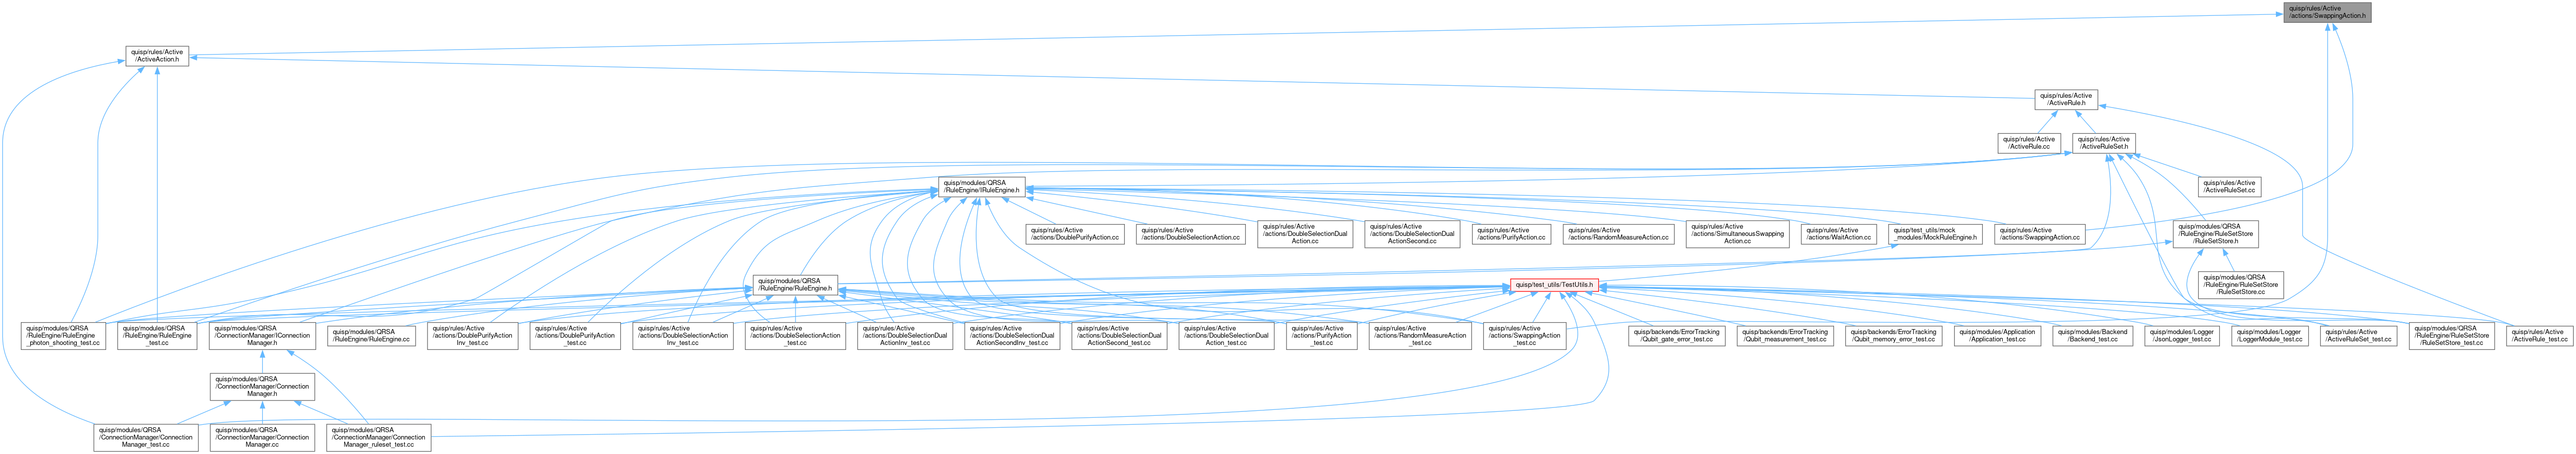 quisp/rules/Active
/actions/SwappingAction.h
quisp/rules/Active
/ActiveAction.h
quisp/rules/Active
/ActiveRule.h
quisp/rules/Active
/ActiveRule.cc
quisp/rules/Active
/ActiveRuleSet.h
quisp/modules/QRSA
/RuleEngine/IRuleEngine.h
quisp/rules/Active
/ActiveRuleSet.cc
quisp/rules/Active
/actions/DoublePurifyAction.cc
quisp/rules/Active
/actions/DoubleSelectionAction.cc
quisp/rules/Active
/actions/DoubleSelectionDual
Action.cc
quisp/rules/Active
/actions/DoubleSelectionDual
ActionSecond.cc
quisp/rules/Active
/actions/PurifyAction.cc
quisp/rules/Active
/actions/RandomMeasureAction.cc
quisp/rules/Active
/actions/SimultaneousSwapping
Action.cc
quisp/rules/Active
/actions/WaitAction.cc
quisp/test_utils/mock
_modules/MockRuleEngine.h
quisp/rules/Active
/actions/SwappingAction.cc
quisp/modules/QRSA
/RuleEngine/RuleSetStore
/RuleSetStore.h
quisp/modules/QRSA
/RuleEngine/RuleEngine.h
quisp/test_utils/TestUtils.h
quisp/modules/QRSA
/RuleEngine/RuleSetStore
/RuleSetStore.cc
quisp/modules/QRSA
/RuleEngine/RuleEngine
_photon_shooting_test.cc
quisp/modules/QRSA
/RuleEngine/RuleEngine
_test.cc
quisp/modules/QRSA
/ConnectionManager/IConnection
Manager.h
quisp/modules/QRSA
/RuleEngine/RuleEngine.cc
quisp/rules/Active
/actions/DoublePurifyAction
Inv_test.cc
quisp/rules/Active
/actions/DoublePurifyAction
_test.cc
quisp/rules/Active
/actions/DoubleSelectionAction
Inv_test.cc
quisp/rules/Active
/actions/DoubleSelectionAction
_test.cc
quisp/rules/Active
/actions/DoubleSelectionDual
ActionInv_test.cc
quisp/rules/Active
/actions/DoubleSelectionDual
ActionSecondInv_test.cc
quisp/rules/Active
/actions/DoubleSelectionDual
ActionSecond_test.cc
quisp/rules/Active
/actions/DoubleSelectionDual
Action_test.cc
quisp/rules/Active
/actions/PurifyAction
_test.cc
quisp/rules/Active
/actions/RandomMeasureAction
_test.cc
quisp/rules/Active
/actions/SwappingAction
_test.cc
quisp/backends/ErrorTracking
/Qubit_gate_error_test.cc
quisp/backends/ErrorTracking
/Qubit_measurement_test.cc
quisp/backends/ErrorTracking
/Qubit_memory_error_test.cc
quisp/modules/Application
/Application_test.cc
quisp/modules/Backend
/Backend_test.cc
quisp/modules/Logger
/JsonLogger_test.cc
quisp/modules/Logger
/LoggerModule_test.cc
quisp/rules/Active
/ActiveRuleSet_test.cc
quisp/modules/QRSA
/RuleEngine/RuleSetStore
/RuleSetStore_test.cc
quisp/rules/Active
/ActiveRule_test.cc
quisp/modules/QRSA
/ConnectionManager/Connection
Manager.h
quisp/modules/QRSA
/ConnectionManager/Connection
Manager_test.cc
quisp/modules/QRSA
/ConnectionManager/Connection
Manager.cc
quisp/modules/QRSA
/ConnectionManager/Connection
Manager_ruleset_test.cc